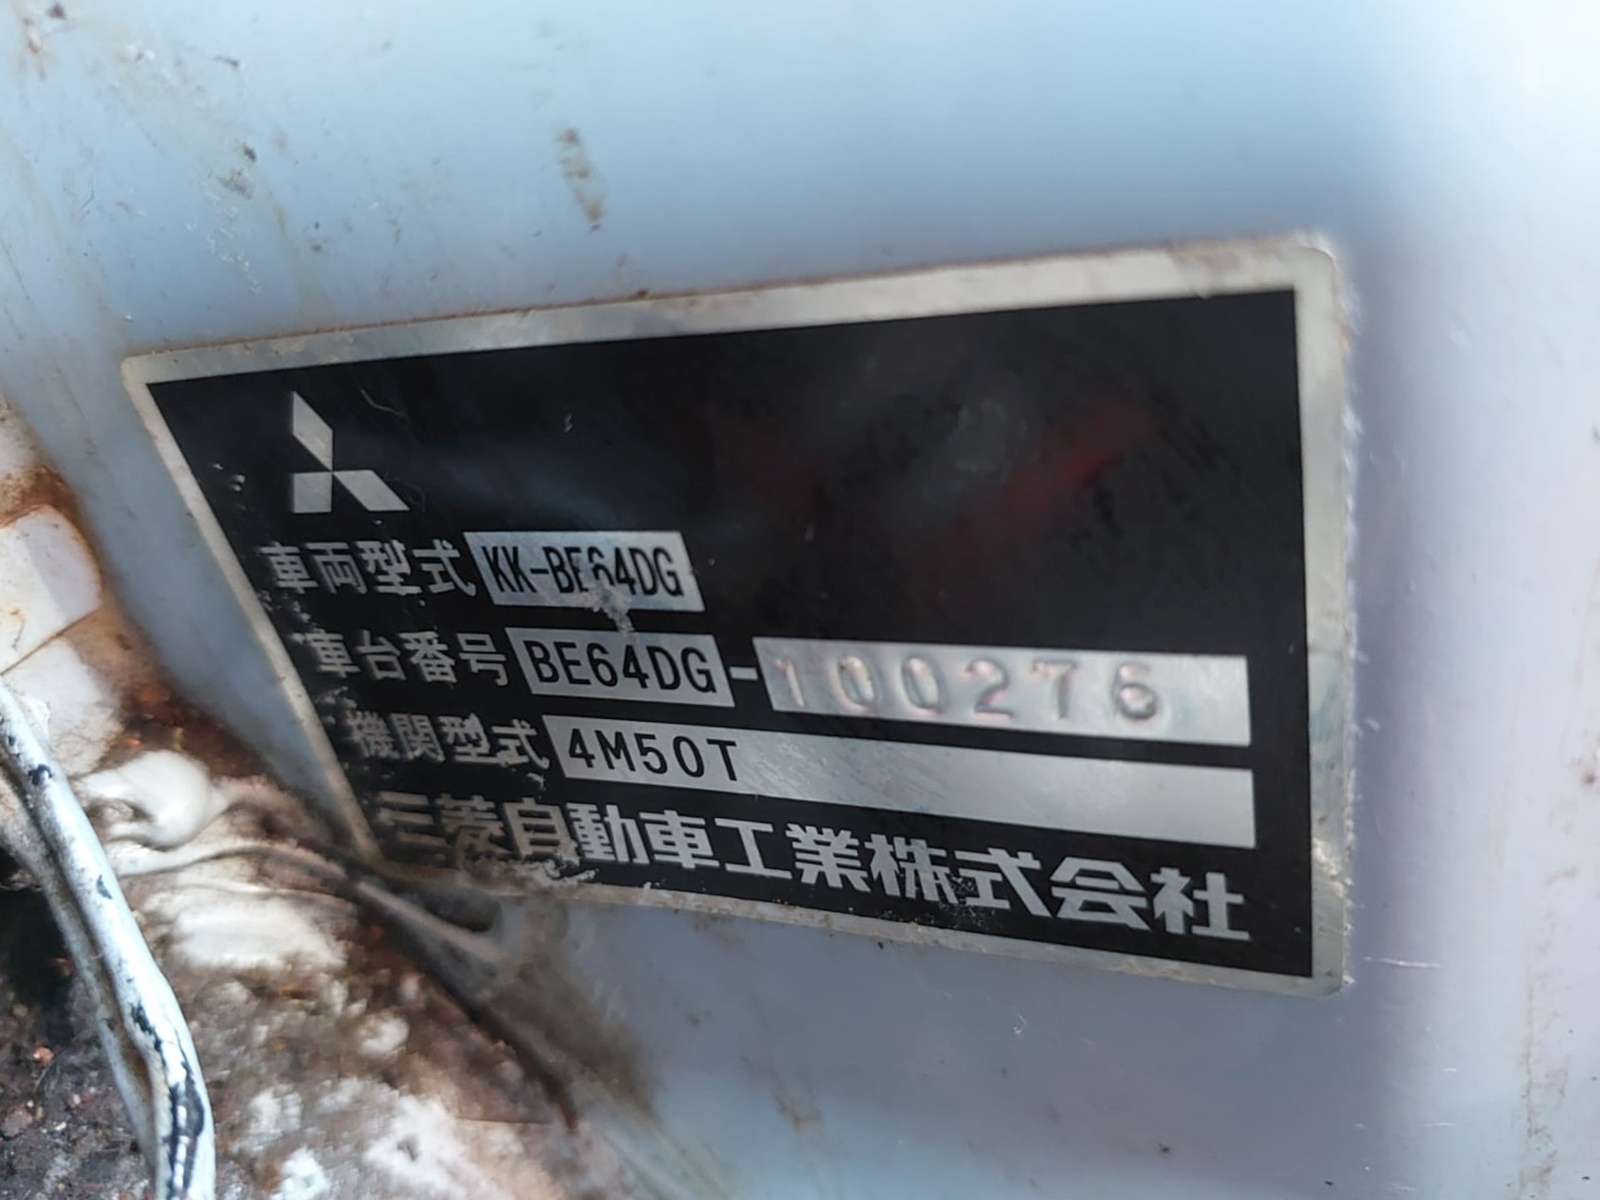 車両型式 KK-BE64DG
車台番号 BE64DG-100276
機関型式 4M50T
三菱自動車工業株式会社